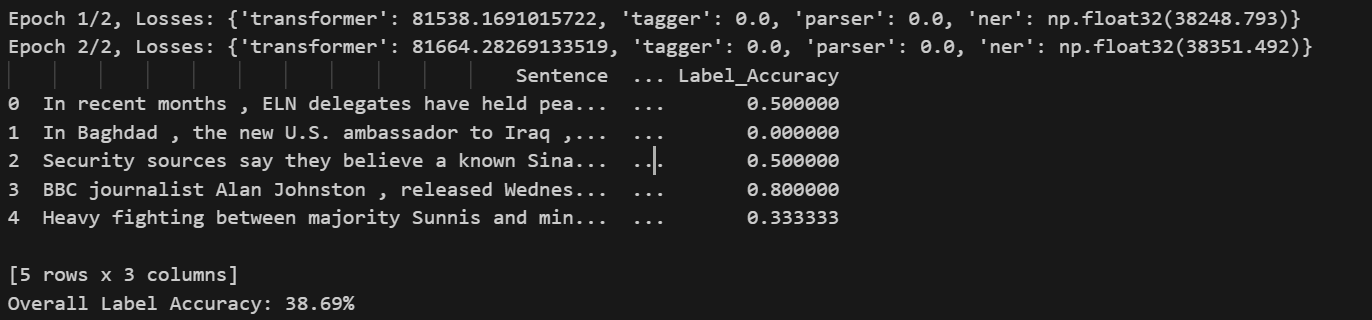 Epoch 1/2, Losses: {'transformer': 81538.1691015722, 'tagger': 0.0, 'parser': 0.0, 'ner': np.float32(38248.793)}
Epoch 2/2, Losses: {'transformer': 81664.28269133519, 'tagger': 0.0, 'parser': 0.0, 'ner': np.float32(38351.492)}
Sentence ... Label_Accuracy
0 In recent months , ELN delegates have held pea... ... 0.500000
1 In Baghdad , the new U.S. ambassador to Iraq ,... ... 0.000000
2 Security sources say they believe a known Sina... ... 0.500000
3 BBC journalist Alan Johnston , released Wednes... ... 0.800000
4 Heavy fighting between majority Sunnis and min... ... 0.333333
[5 rows x 3 columns]
Overall Label Accuracy: 38.69%